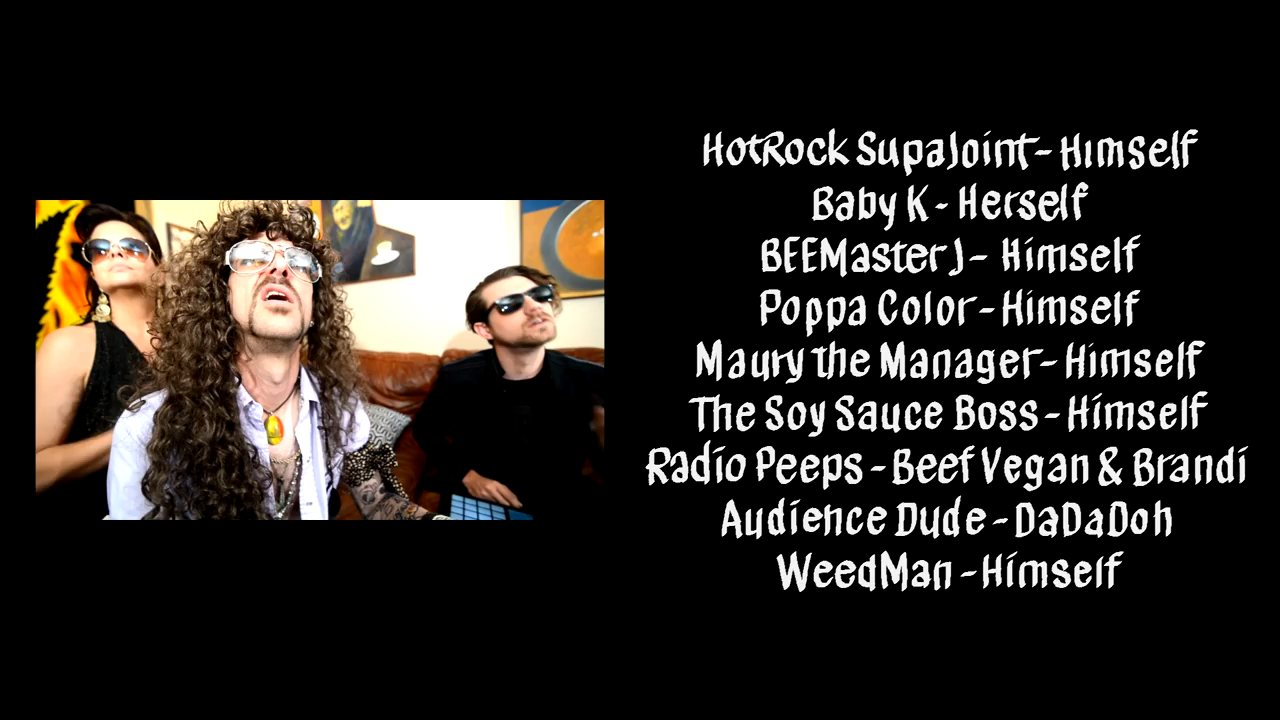 HotRock SupaJoint- Himself
Baby K - Herself
BEEMaster J - Himself
Poppa Color - Himself
Maury the Manager- Himself
The Soy Sauce Boss - Himself
Radio Peeps - Beef Vegan & Brandi
Audience Dude - DaDaDoh
WeedMan - Himself